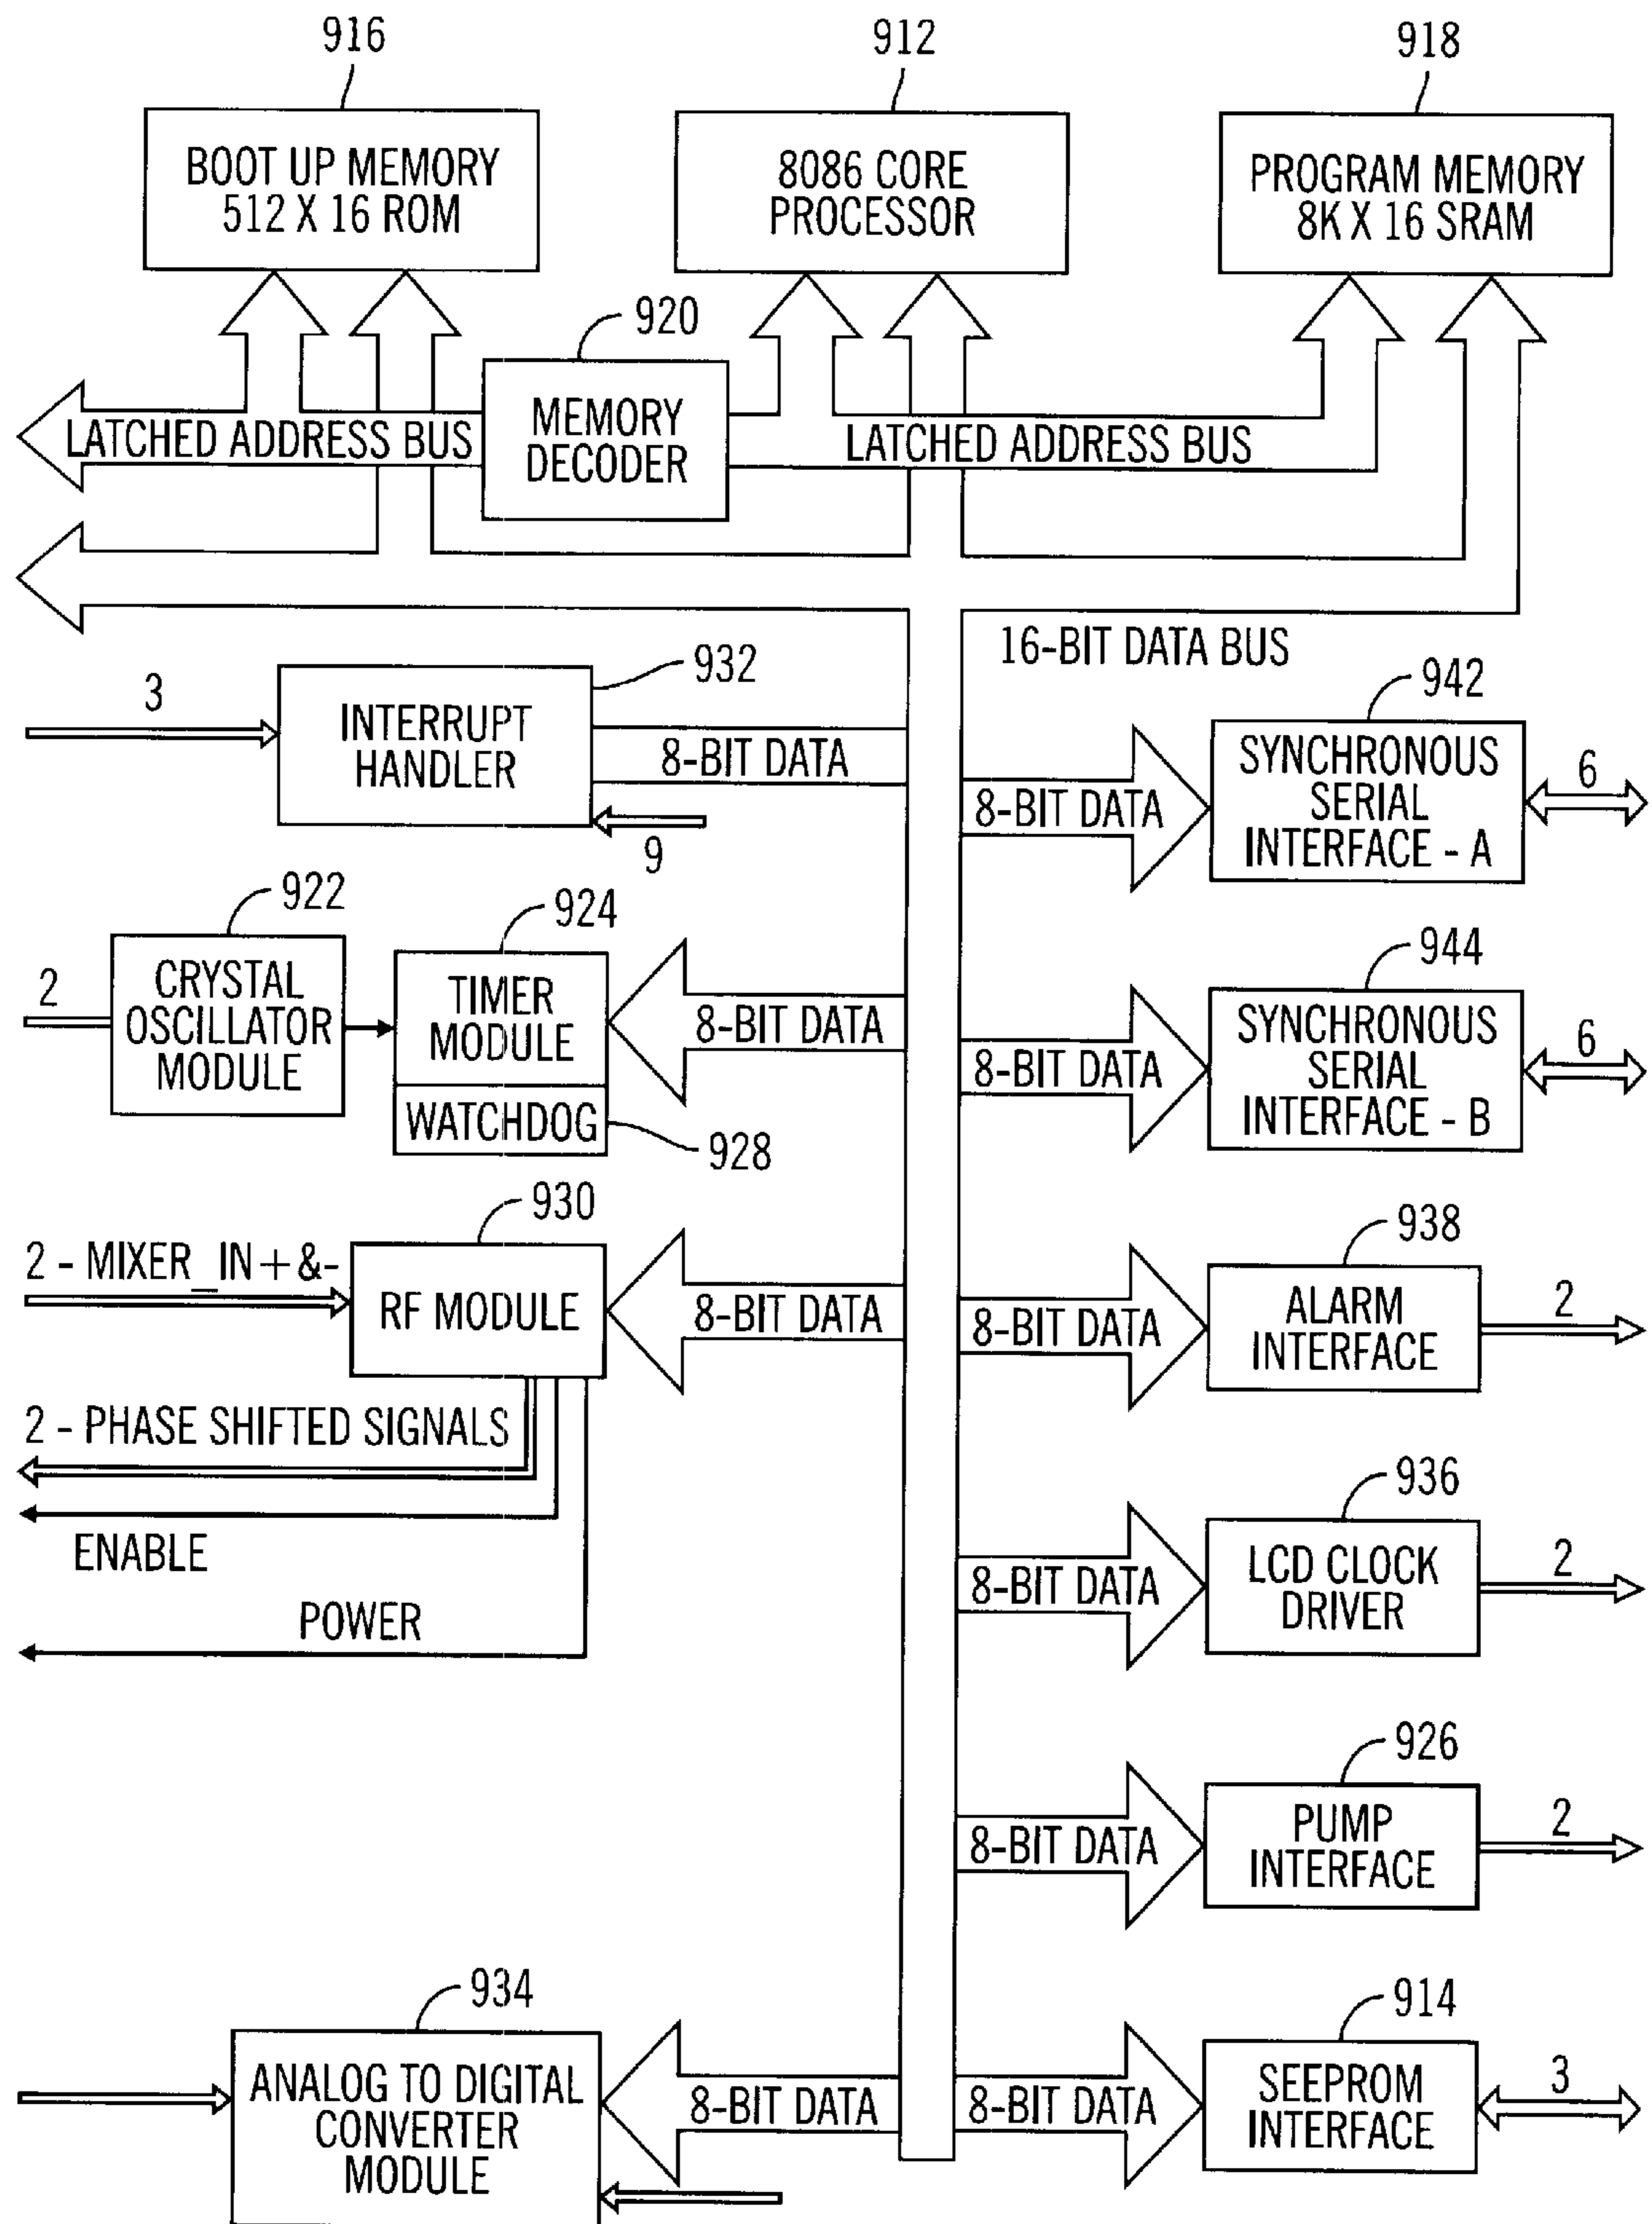 916
912
918
BOOT UP MEMORY
512 X 16 ROM
8086 CORE
PROCESSOR
PROGRAM MEMORY
8K X 16 SRAM
920
MEMORY
DECODER
LATCHED ADDRESS BUS
LATCHED ADDRESS BUS
16-BIT DATA BUS
932
3
INTERRUPT
HANDLER
8-BIT DATA
9
942
8-BIT DATA
SYNCHRONOUS
SERIAL
INTERFACE - A
6
922
924
2
CRYSTAL
OSCILLATOR
MODULE
TIMER
MODULE
WATCHDOG
928
8-BIT DATA
944
8-BIT DATA
SYNCHRONOUS
SERIAL
INTERFACE - B
6
930
2 - MIXER_IN+&-
RF MODULE
8-BIT DATA
2 - PHASE SHIFTED SIGNALS
ENABLE
POWER
938
8-BIT DATA
ALARM
INTERFACE
2
936
8-BIT DATA
LCD CLOCK
DRIVER
2
926
8-BIT DATA
PUMP
INTERFACE
2
934
ANALOG TO DIGITAL
CONVERTER
MODULE
8-BIT DATA
914
8-BIT DATA
SEEPROM
INTERFACE
3